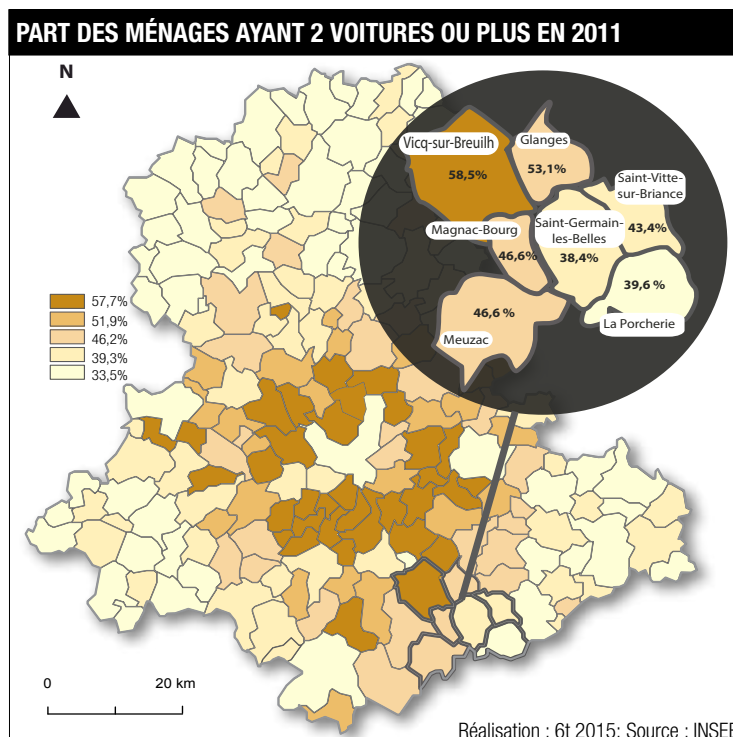 PART DES MÉNAGES AYANT 2 VOITURES OU PLUS EN 2011
N
Vicq-sur-Breuilh
58,5%
Glanges
53,1%
Saint-Vitte-
sur-Briance
43,4%
Magnac-Bourg
46,6%
Saint-Germain-
les-Belles
38,4%
39,6 %
La Porcherie
46,6 %
Meuzac
57,7%
51,9%
46,2%
39,3%
33,5%
0 20 km
Réalisation : 6t 2015; Source : INSEE